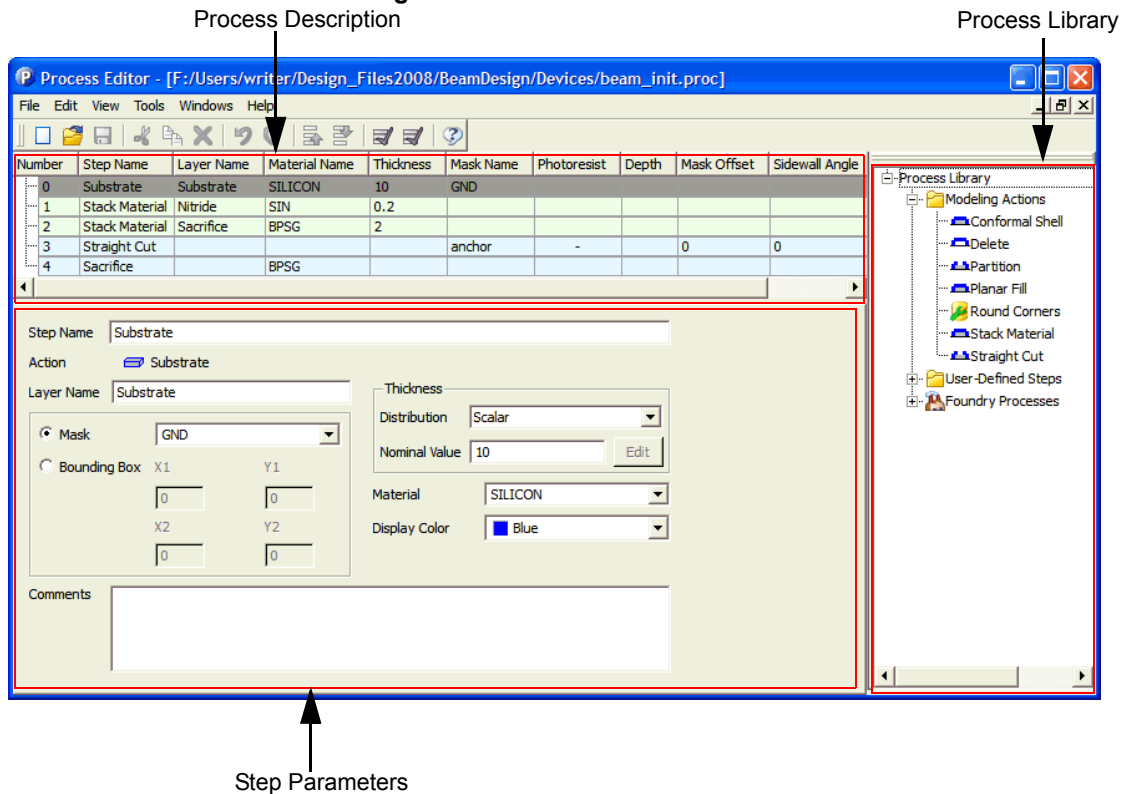 Process Description
Process Library
Process Editor - [F:/Users/writer/Design_Files2008/BeamDesign/Devices/beam_init.proc]
File Edit View Tools Windows Help
Number Step Name Layer Name Material Name Thickness Mask Name Photoresist Depth Mask Offset Sidewall Angle
0 Substrate Substrate SILICON 10 GND
1 Stack Material Nitride SIN 0.2
2 Stack Material Sacrifice BPSG 2
3 Straight Cut anchor - 0 0
4 Sacrifice BPSG
Process Library
Modeling Actions
Conformal Shell
Delete
Partition
Planar Fill
Round Corners
Stack Material
Straight Cut
User-Defined Steps
Foundry Processes
Step Name Substrate
Action Substrate
Layer Name Substrate
Mask GND
Bounding Box X1 Y1
0 0
X2 Y2
0 0
Thickness
Distribution Scalar
Nominal Value 10 Edit
Material SILICON
Display Color Blue
Comments
Step Parameters